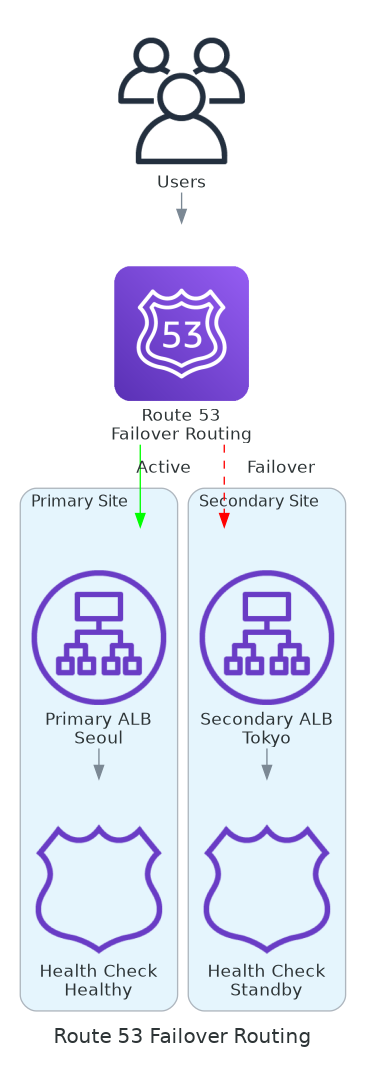 Users
53
Route 53
Failover Routing
Active
Failover
Primary Site
Secondary Site
Primary ALB
Seoul
Secondary ALB
Tokyo
Health Check
Healthy
Health Check
Standby
Route 53 Failover Routing